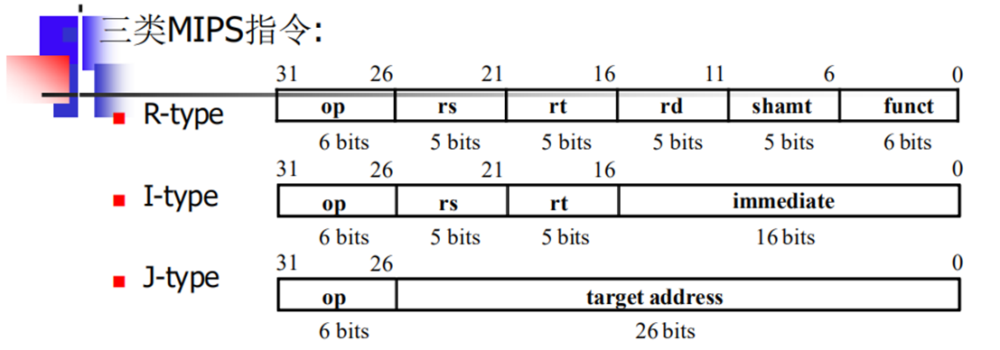 三类MIPS指令:
31 26 21 16 11 6 0
R-type op rs rt rd shamt funct
6 bits 5 bits 5 bits 5 bits 5 bits 6 bits
31 26 21 16 0
I-type op rs rt immediate
6 bits 5 bits 5 bits 16 bits
31 26 0
J-type op target address
6 bits 26 bits